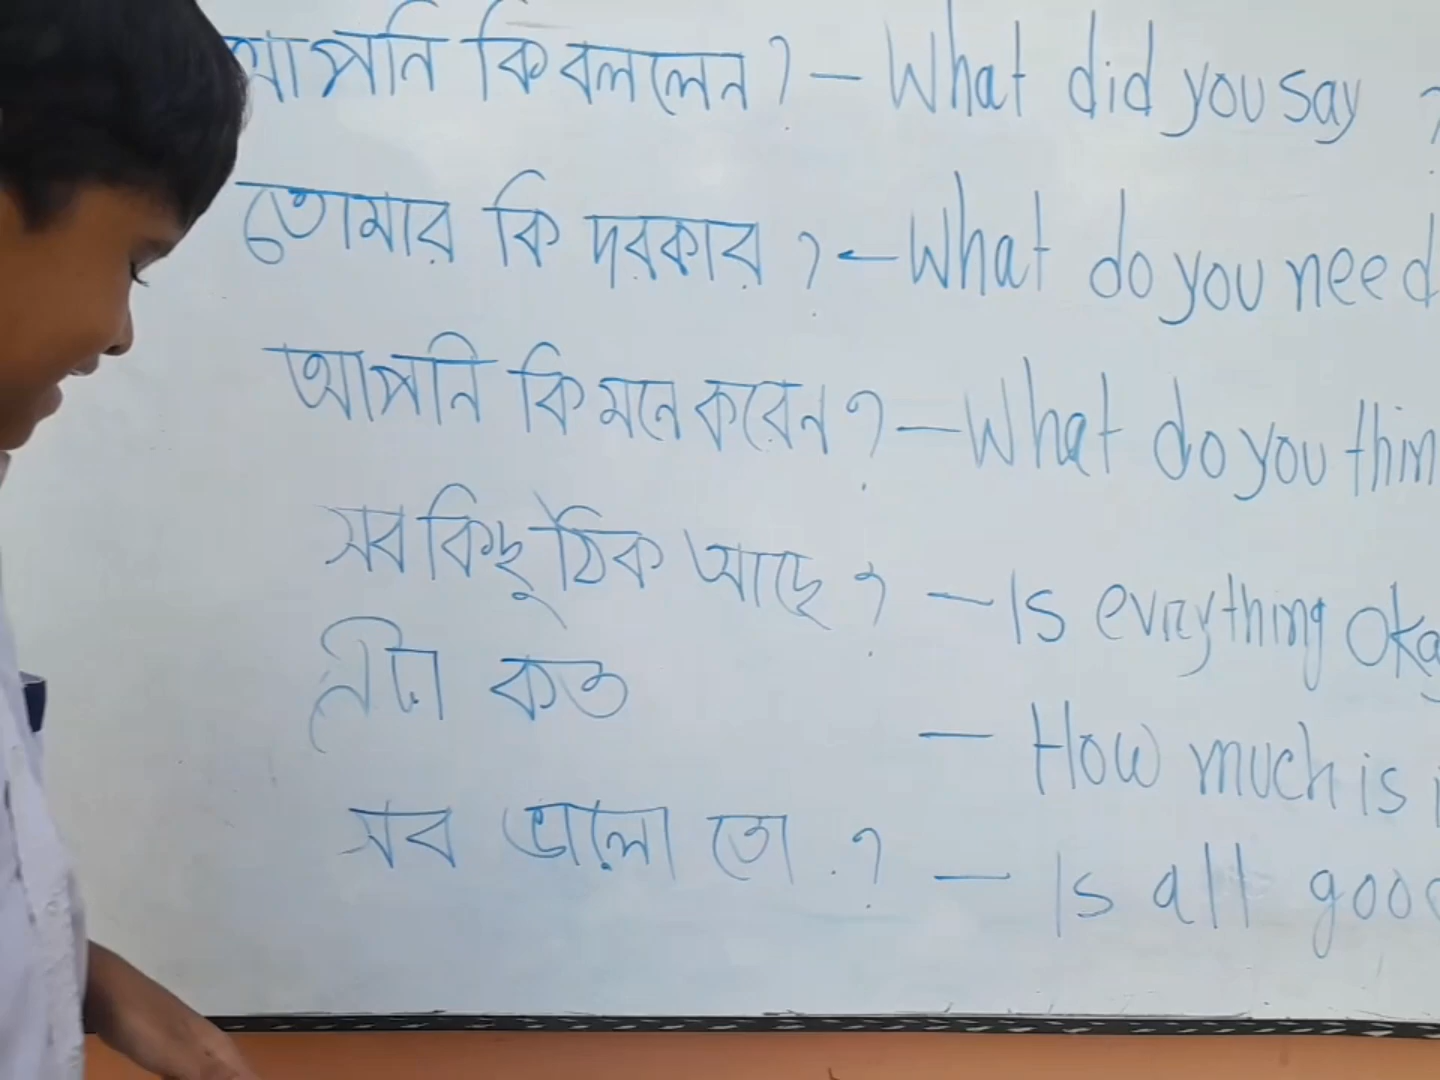 আপনি কি বললেন? – What did you say ?
তোমার কি দরকার ? – What do you need
আপনি কি মনে করেন ? – What do you thin
সব কিছু ঠিক আছে ? – Is everything oka
এটা কত – How much is i
সব ভালো তো . ? – Is all good